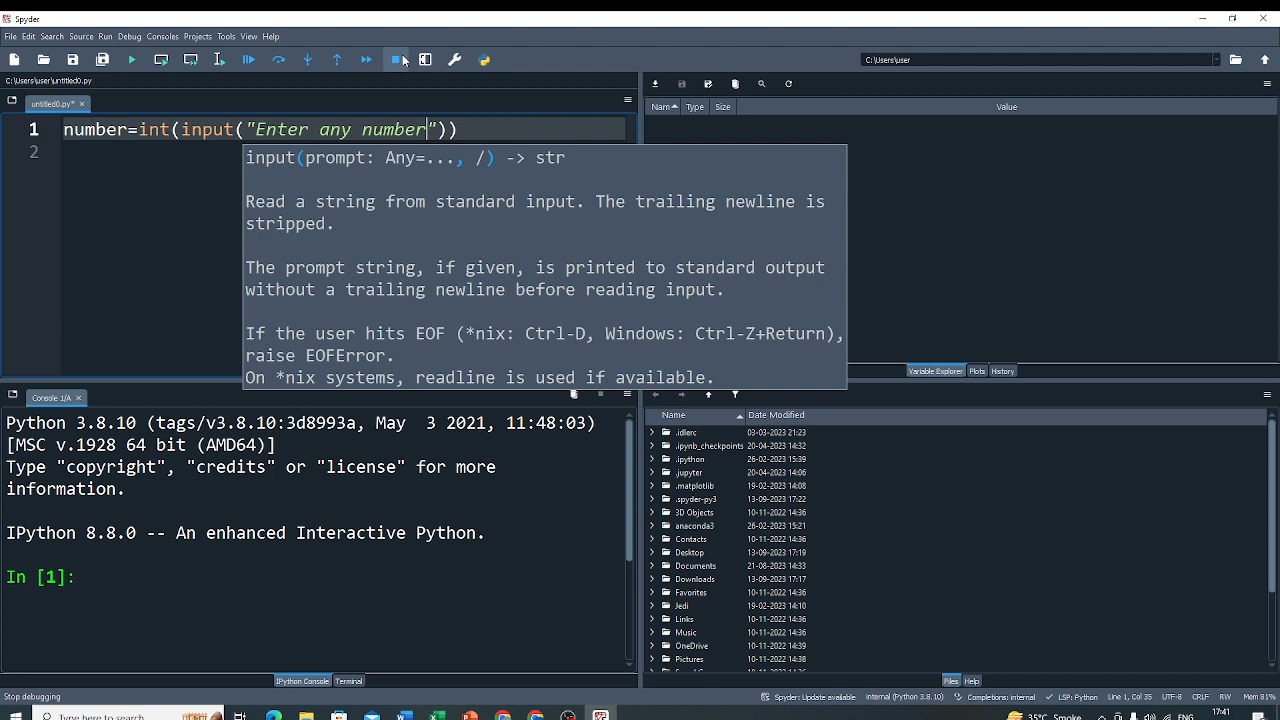 Spyder
File Edit Search Source Run Debug Consoles Projects Tools View Help
C:\Users\user
C:\Users\user\untitled0.py
untitled0.py*
1 number=int(input("Enter any number"))
2
input(prompt: Any=..., /) -> str
Read a string from standard input. The trailing newline is
stripped.
The prompt string, if given, is printed to standard output
without a trailing newline before reading input.
If the user hits EOF (*nix: Ctrl-D, Windows: Ctrl-Z+Return),
raise EOFError.
On *nix systems, readline is used if available.
Nam Type Size Value
Variable Explorer Plots History
Console 1/A
Python 3.8.10 (tags/v3.8.10:3d8993a, May 3 2021, 11:48:03)
[MSC v.1928 64 bit (AMD64)]
Type "copyright", "credits" or "license" for more
information.
IPython 8.8.0 -- An enhanced Interactive Python.
In [1]:
IPython Console Terminal
Name Date Modified
.idlerc 03-03-2023 21:23
.ipynb_checkpoints 20-04-2023 14:32
.ipython 26-02-2023 15:39
.jupyter 20-04-2023 14:06
.matplotlib 19-02-2023 14:08
.spyder-py3 13-09-2023 17:22
3D Objects 10-11-2022 14:36
anaconda3 26-02-2023 15:21
Contacts 10-11-2022 14:36
Desktop 13-09-2023 17:19
Documents 21-08-2023 14:33
Downloads 13-09-2023 17:17
Favorites 10-11-2022 14:36
Jedi 19-02-2023 14:10
Links 10-11-2022 14:36
Music 10-11-2022 14:36
OneDrive 10-11-2022 14:39
Pictures 10-11-2022 14:38
Files Help
Stop debugging
Spyder: Update available Internal (Python 3.8.10) Completions: internal LSP: Python Line 1, Col 35 UTF-8 CRLF RW Mem 81%
Type here to search
35°C Smoke ENG 17:41